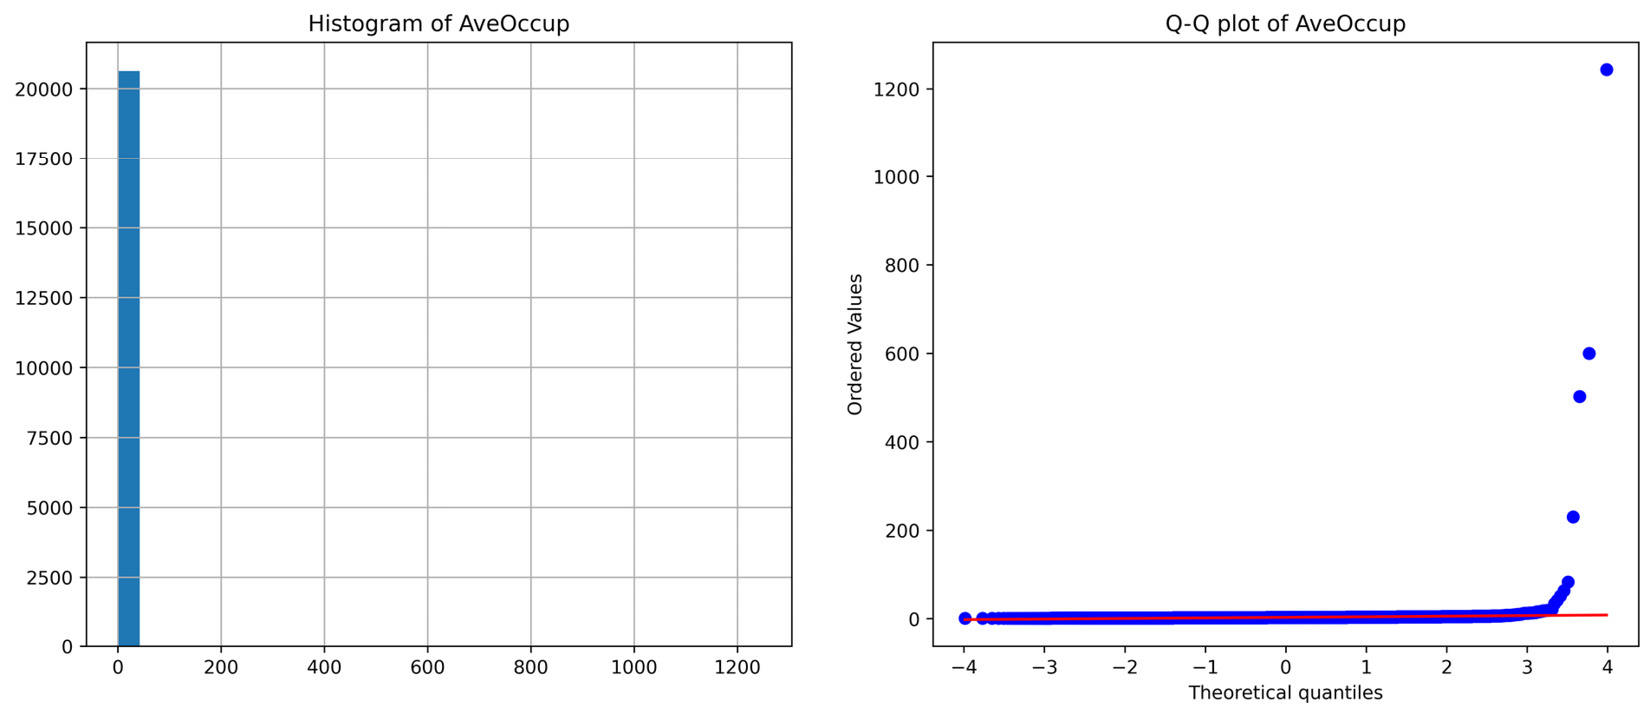 Histogram of AveOccup
20000
17500
15000
12500
10000
7500
5000
2500
0
0 200 400 600 800 1000 1200
Q-Q plot of AveOccup
Ordered Values
1200
1000
800
600
400
200
0
−4 −3 −2 −1 0 1 2 3 4
Theoretical quantiles